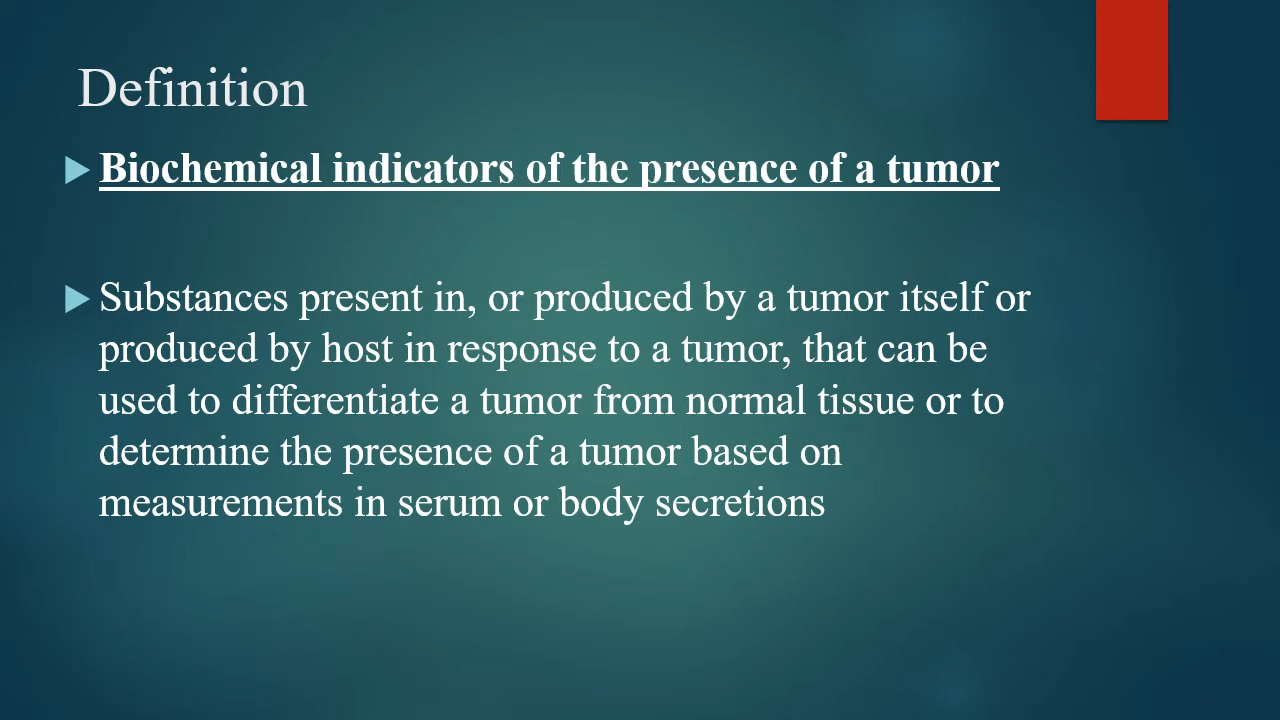 Definition
Biochemical indicators of the presence of a tumor
Substances present in, or produced by a tumor itself or
produced by host in response to a tumor, that can be
used to differentiate a tumor from normal tissue or to
determine the presence of a tumor based on
measurements in serum or body secretions